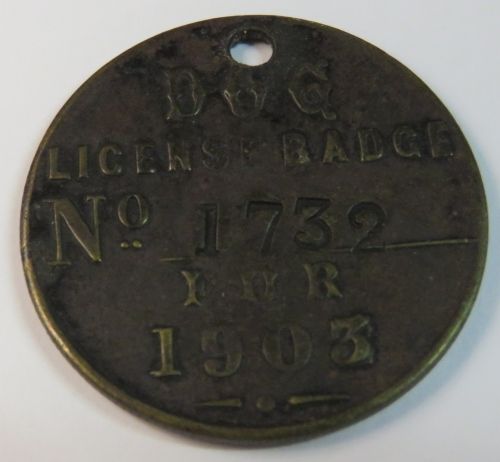 DOG
LICENSE BADGE
No 1732
FOR
1903